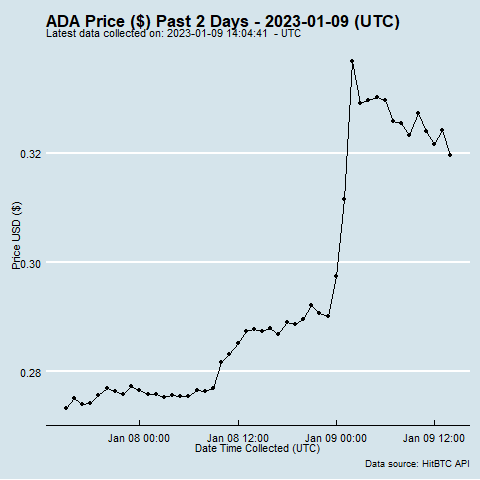 ADA Price ($) Past 2 Days - 2023-01-09 (UTC)
Latest data collected on: 2023-01-09 14:04:41 - UTC
Price USD ($)
0.32
0.30
0.28
Jan 08 00:00
Jan 08 12:00
Jan 09 00:00
Jan 09 12:00
Date Time Collected (UTC)
Data source: HitBTC API